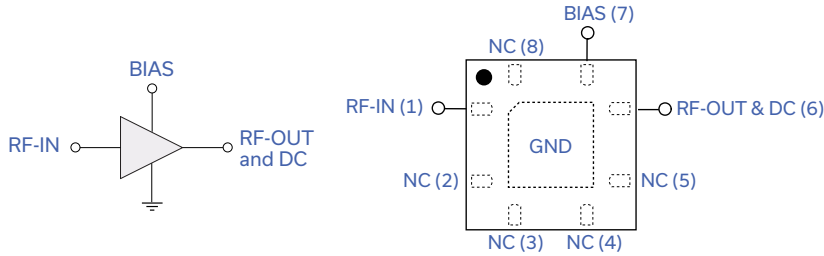 BIAS
RF-IN
RF-OUT
and DC
BIAS (7)
NC (8)
RF-IN (1)
RF-OUT & DC (6)
GND
NC (2)
NC (5)
NC (3)
NC (4)